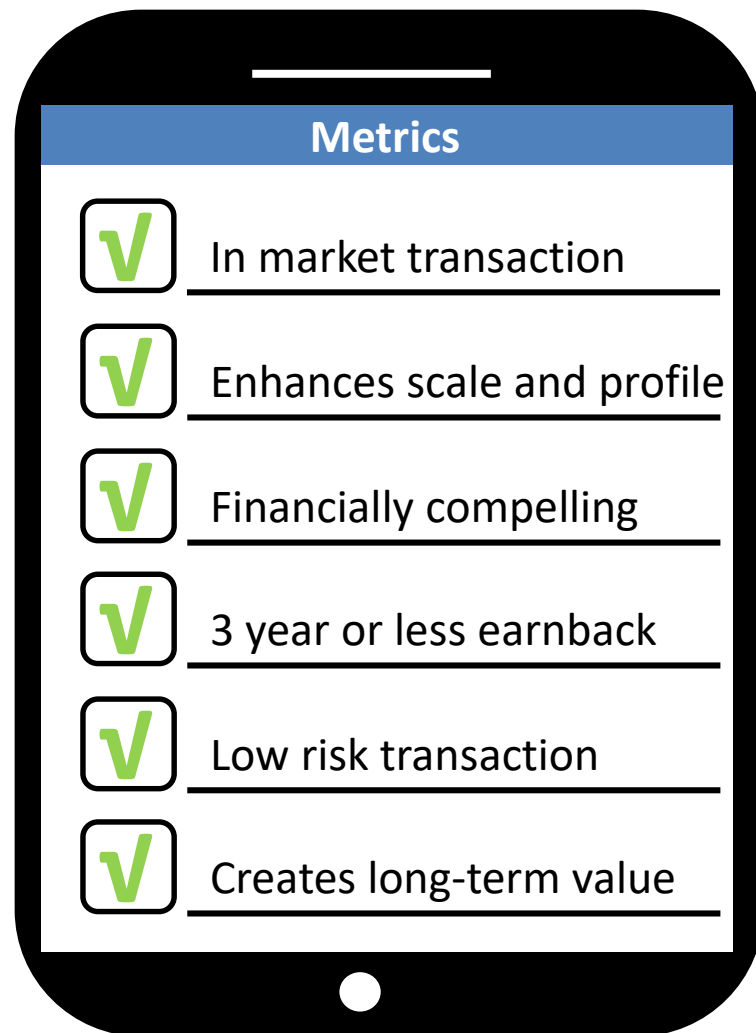 Metrics
√ In market transaction
√ Enhances scale and profile
√ Financially compelling
√ 3 year or less earnback
√ Low risk transaction
√ Creates long-term value